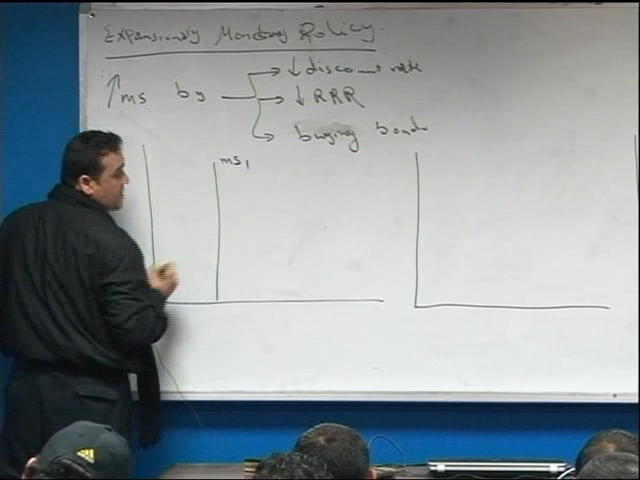 Expansionary Monetary Policy
↑ms by → ↓ discount rate
→ ↓ RRR
→ buying bonds
ms₁